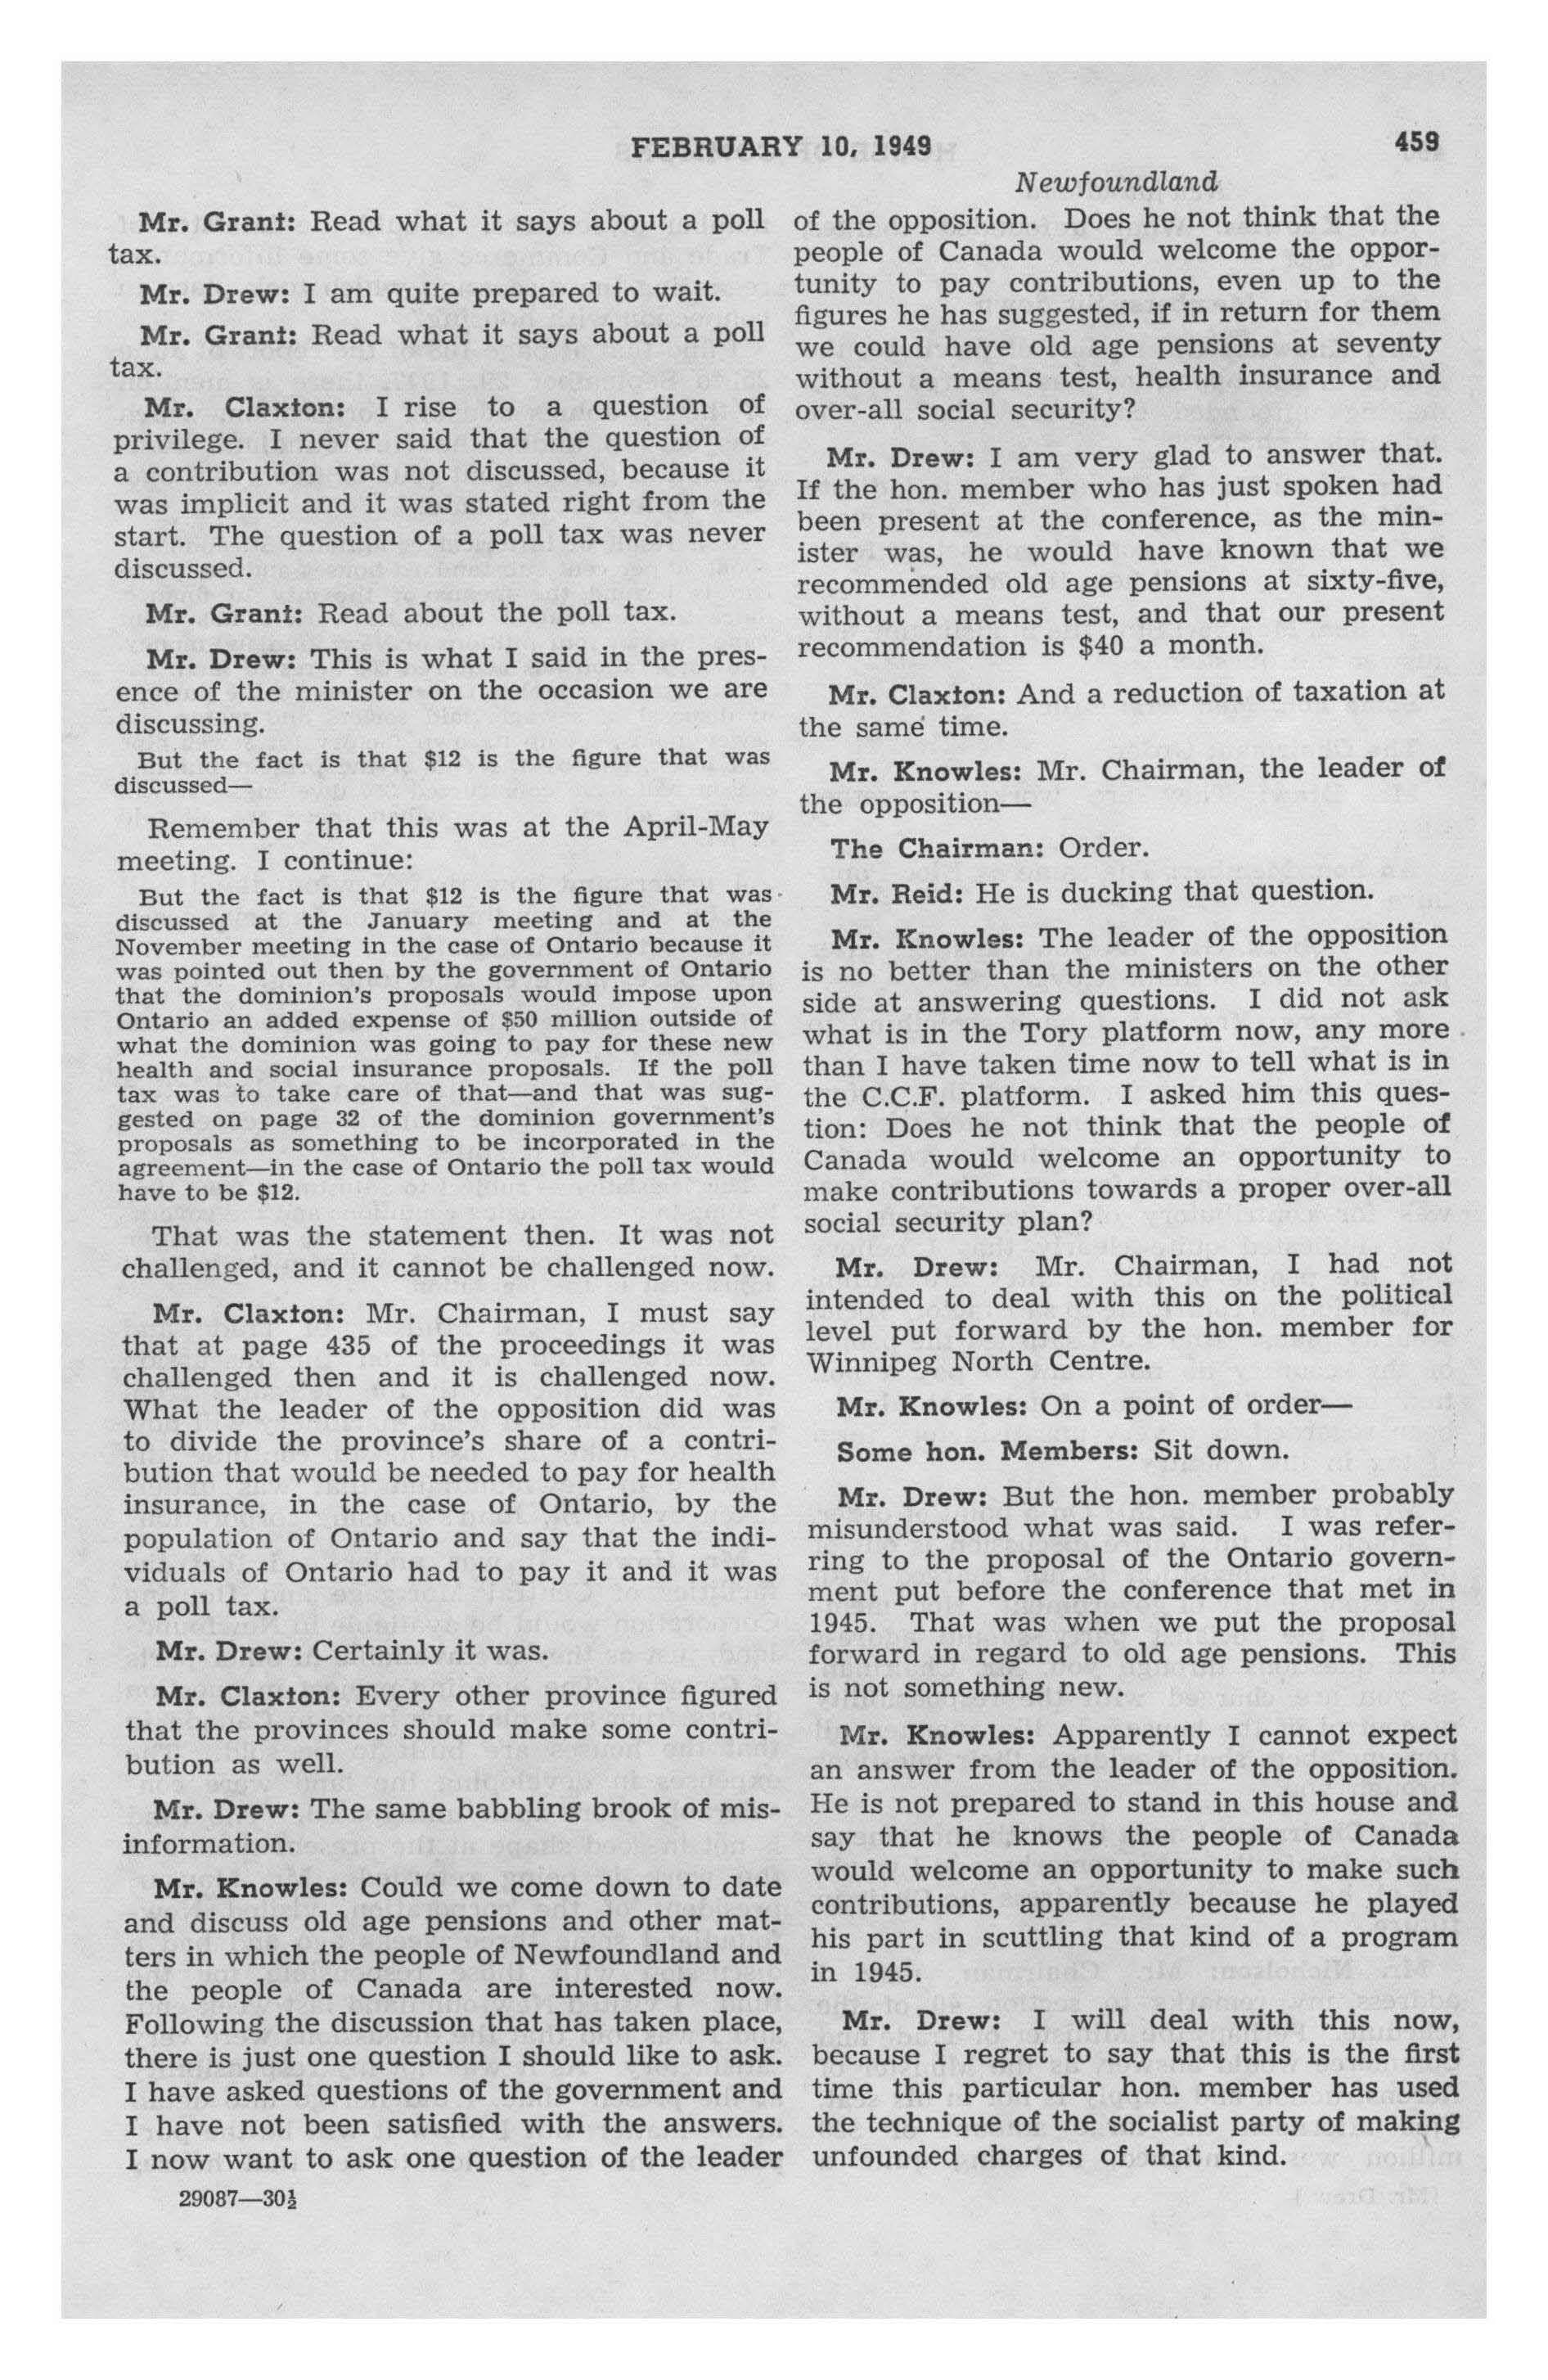 FEBRUARY 10, 1949
459
Newfoundland
Mr. Grant: Read what it says about a poll
tax.
Mr. Drew: I am quite prepared to wait.
Mr. Grant: Read what it says about a poll
tax.
Mr. Claxton: I rise to a question of
privilege. I never said that the question of
a contribution was not discussed, because it
was implicit and it was stated right from the
start. The question of a poll tax was never
discussed.
Mr. Grant: Read about the poll tax.
Mr. Drew: This is what I said in the pres-
ence of the minister on the occasion we are
discussing.
But the fact is that $12 is the figure that was
discussed—
Remember that this was at the April-May
meeting. I continue:
But the fact is that $12 is the figure that was
discussed at the January meeting and at the
November meeting in the case of Ontario because it
was pointed out then by the government of Ontario
that the dominion's proposals would impose upon
Ontario an added expense of $50 million outside of
what the dominion was going to pay for these new
health and social insurance proposals. If the poll
tax was to take care of that—and that was sug-
gested on page 32 of the dominion government's
proposals as something to be incorporated in the
agreement—in the case of Ontario the poll tax would
have to be $12.
That was the statement then. It was not
challenged, and it cannot be challenged now.
Mr. Claxton: Mr. Chairman, I must say
that at page 435 of the proceedings it was
challenged then and it is challenged now.
What the leader of the opposition did was
to divide the province's share of a contri-
bution that would be needed to pay for health
insurance, in the case of Ontario, by the
population of Ontario and say that the indi-
viduals of Ontario had to pay it and it was
a poll tax.
Mr. Drew: Certainly it was.
Mr. Claxton: Every other province figured
that the provinces should make some contri-
bution as well.
Mr. Drew: The same babbling brook of mis-
information.
Mr. Knowles: Could we come down to date
and discuss old age pensions and other mat-
ters in which the people of Newfoundland and
the people of Canada are interested now.
Following the discussion that has taken place,
there is just one question I should like to ask.
I have asked questions of the government and
I have not been satisfied with the answers.
I now want to ask one question of the leader
29087—30½
of the opposition. Does he not think that the
people of Canada would welcome the oppor-
tunity to pay contributions, even up to the
figures he has suggested, if in return for them
we could have old age pensions at seventy
without a means test, health insurance and
over-all social security?
Mr. Drew: I am very glad to answer that.
If the hon. member who has just spoken had
been present at the conference, as the min-
ister was, he would have known that we
recommended old age pensions at sixty-five,
without a means test, and that our present
recommendation is $40 a month.
Mr. Claxton: And a reduction of taxation at
the same time.
Mr. Knowles: Mr. Chairman, the leader of
the opposition—
The Chairman: Order.
Mr. Reid: He is ducking that question.
Mr. Knowles: The leader of the opposition
is no better than the ministers on the other
side at answering questions. I did not ask
what is in the Tory platform now, any more
than I have taken time now to tell what is in
the C.C.F. platform. I asked him this ques-
tion: Does he not think that the people of
Canada would welcome an opportunity to
make contributions towards a proper over-all
social security plan?
Mr. Drew: Mr. Chairman, I had not
intended to deal with this on the political
level put forward by the hon. member for
Winnipeg North Centre.
Mr. Knowles: On a point of order—
Some hon. Members: Sit down.
Mr. Drew: But the hon. member probably
misunderstood what was said. I was refer-
ring to the proposal of the Ontario govern-
ment put before the conference that met in
1945. That was when we put the proposal
forward in regard to old age pensions. This
is not something new.
Mr. Knowles: Apparently I cannot expect
an answer from the leader of the opposition.
He is not prepared to stand in this house and
say that he knows the people of Canada
would welcome an opportunity to make such
contributions, apparently because he played
his part in scuttling that kind of a program
in 1945.
Mr. Drew: I will deal with this now,
because I regret to say that this is the first
time this particular hon. member has used
the technique of the socialist party of making
unfounded charges of that kind.